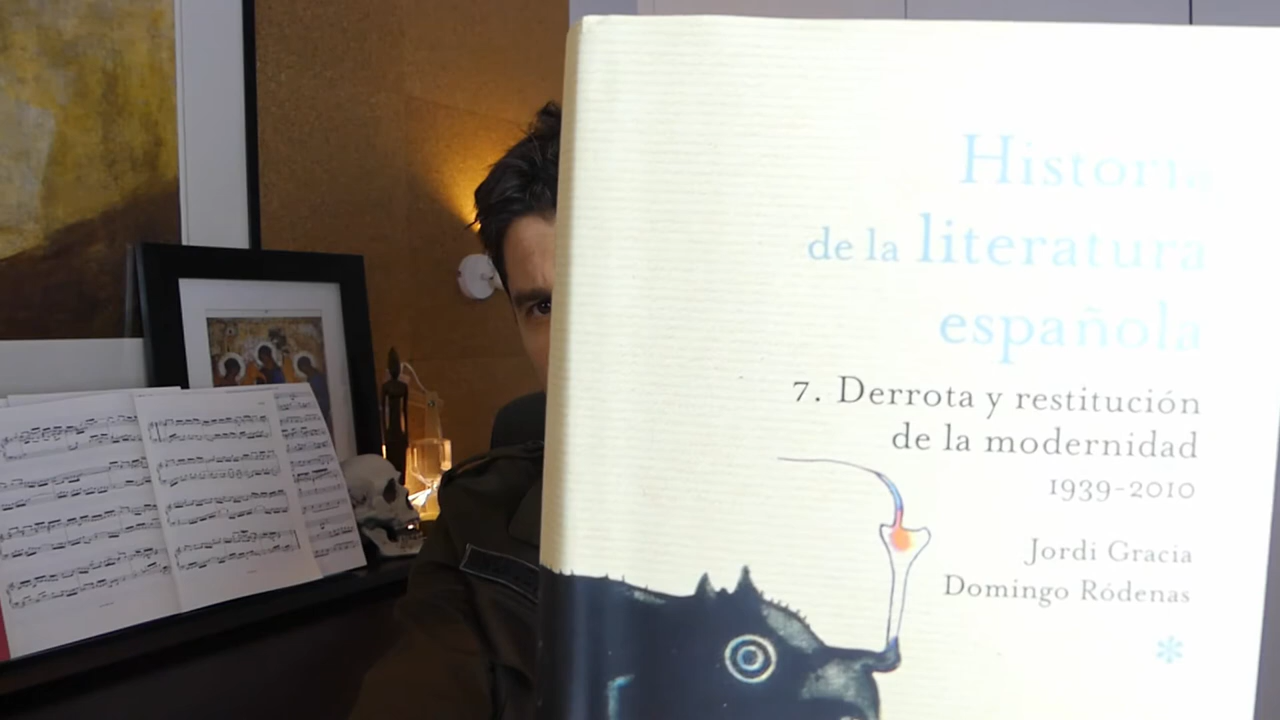 Historia
de la literatura
española
7. Derrota y restitución
de la modernidad
1939-2010
Jordi Gracia
Domingo Ródenas